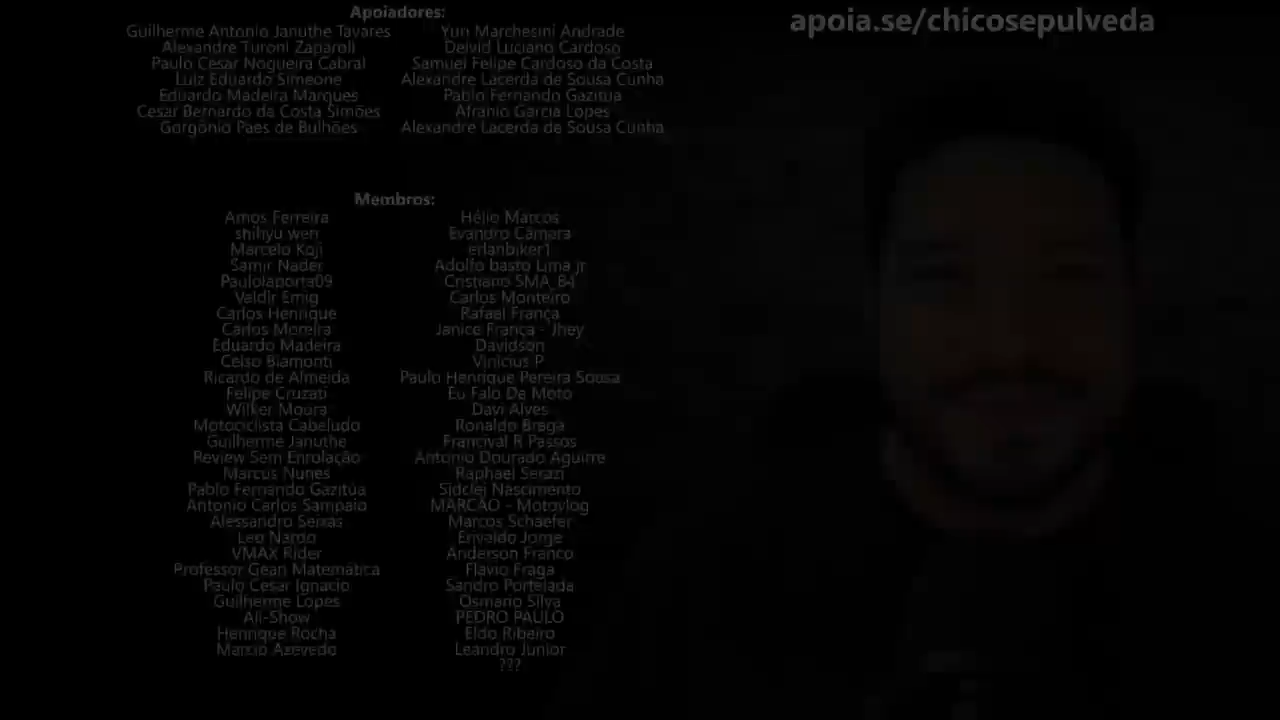 Apoiadores:
Guilherme Antonio Januthe Tavares
Alexandre Turoni Zaparoli
Paulo Cesar Nogueira Cabral
Luiz Eduardo Simeone
Eduardo Madeira Marques
Cesar Bernardo da Costa Simões
Gorgônio Paes de Bulhões
Yuri Marchesini Andrade
Deivid Luciano Cardoso
Samuel Felipe Cardoso da Costa
Alexandre Lacerda de Sousa Cunha
Pablo Fernando Gazitúa
Afranio Garcia Lopes
Alexandre Lacerda de Sousa Cunha
apoia.se/chicosepulveda
Membros:
Amos Ferreira
shihyu wen
Marcelo Koji
Samir Nader
Paulolaporta09
Valdir Emig
Carlos Henrique
Carlos Moreira
Eduardo Madeira
Celso Biamonti
Ricardo de Almeida
Felipe Cruzati
Wilker Moura
Motociclista Cabeludo
Guilherme Januthe
Review Sem Enrolação
Marcus Nunes
Pablo Fernando Gazitúa
Antonio Carlos Sampaio
Alessandro Seixas
Leo Nardo
VMAX Rider
Professor Gean Matemática
Paulo Cesar Ignacio
Guilherme Lopes
All-Show
Henrique Rocha
Marcio Azevedo
Hélio Marcos
Evandro Câmara
erlanbiker1
Adolfo basto Lima jr
Cristiano SMA_84
Carlos Monteiro
Rafael França
Janice França - Jhey
Davidson
Vinicius P
Paulo Henrique Pereira Sousa
Eu Falo De Moto
Davi Alves
Ronaldo Braga
Francival R Passos
Antonio Dourado Aguirre
Raphael Serazi
Sidclei Nascimento
MARCÃO - Motovlog
Marcos Schaefer
Erivaldo Jorge
Anderson Franco
Flávio Fraga
Sandro Portelada
Osmano Silva
PEDRO PAULO
Eldo Ribeiro
Leandro Junior
???